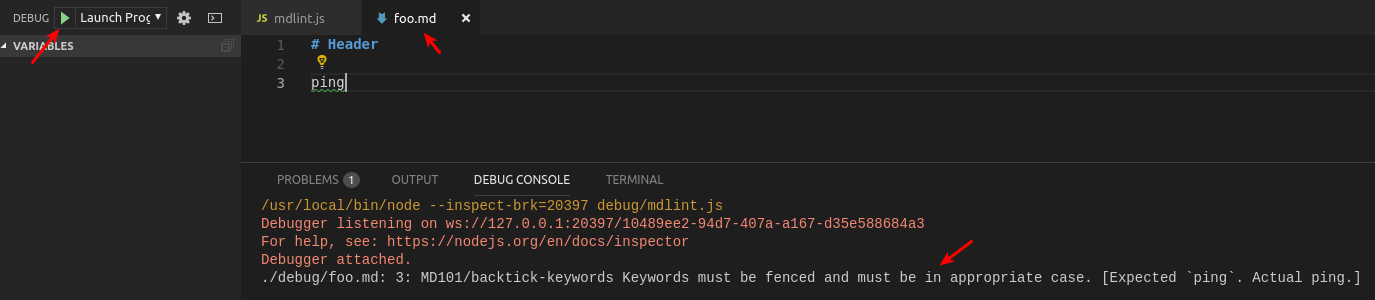 DEBUG Launch Prog
JS mdlint.js
foo.md
VARIABLES
1 # Header
2
3 ping
PROBLEMS 1 OUTPUT DEBUG CONSOLE TERMINAL
/usr/local/bin/node --inspect-brk=20397 debug/mdlint.js
Debugger listening on ws://127.0.0.1:20397/10489ee2-94d7-407a-a167-d35e588684a3
For help, see: https://nodejs.org/en/docs/inspector
Debugger attached.
./debug/foo.md: 3: MD101/backtick-keywords Keywords must be fenced and must be in appropriate case. [Expected `ping`. Actual ping.]